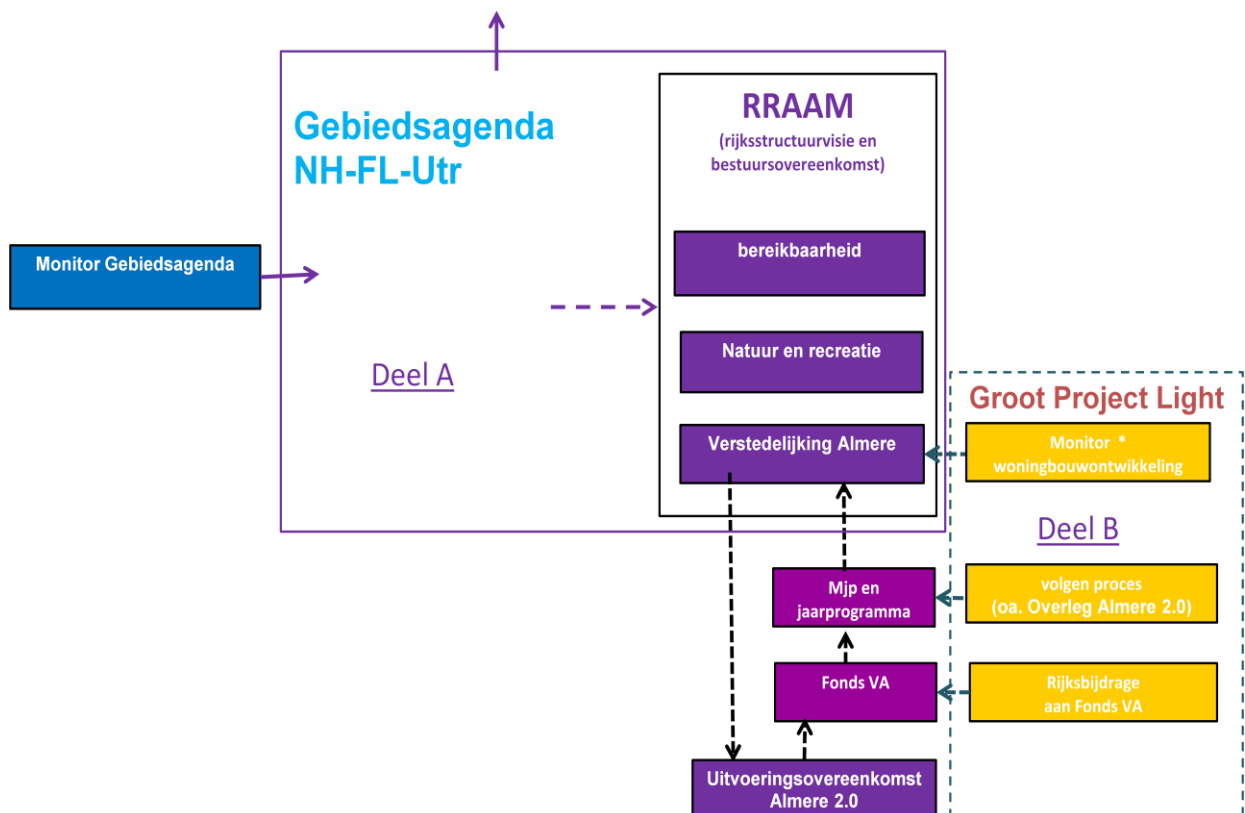 Gebiedsagenda
NH-FL-Utr
RRAAM
(rijksstructuurvisie en
bestuursovereenkomst)
Monitor Gebiedsagenda
bereikbaarheid
Natuur en recreatie
Deel A
Verstedelijking Almere
Groot Project Light
Monitor *
woningbouwontwikkeling
Deel B
Mjp en
jaarprogramma
volgen proces
(oa. Overleg Almere 2.0)
Fonds VA
Rijksbijdrage
aan Fonds VA
Uitvoeringsovereenkomst
Almere 2.0